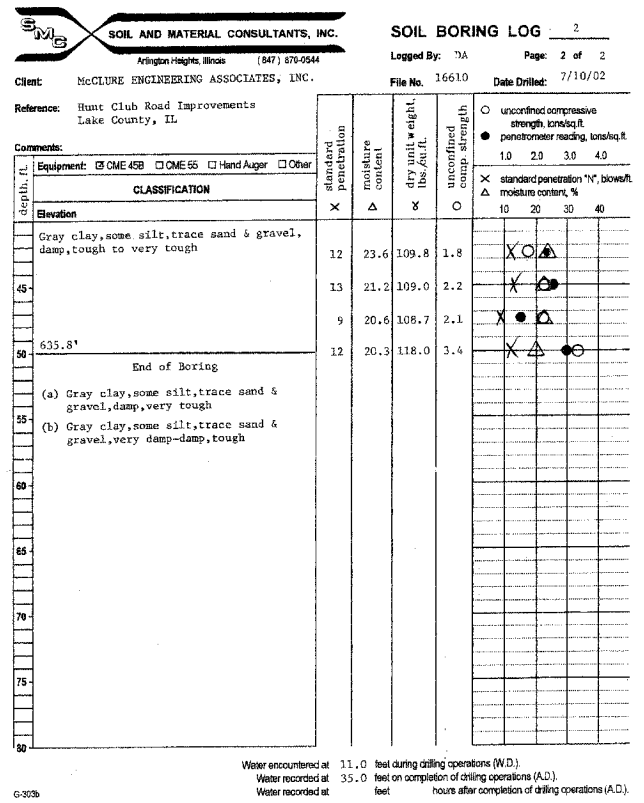 SMC SOIL AND MATERIAL CONSULTANTS, INC.
Arlington Heights, Illinois (847) 870-0544
SOIL BORING LOG 2
Logged By: DA Page: 2 of 2
Client: McCLURE ENGINEERING ASSOCIATES, INC.
File No. 16610 Date Drilled: 7/10/02
Reference: Hunt Club Road Improvements
Lake County, IL
Comments:
Equipment: ☒ CME 45B ☐ CME 55 ☐ Hand Auger ☐ Other
CLASSIFICATION
Elevation
depth, ft.
standard penetration
×
moisture content
Δ
dry unit weight, lbs./cu.ft.
γ
unconfined comp. strength
○
○ unconfined compressive
strength, tons/sq.ft.
● penetrometer reading, tons/sq.ft.
1.0 2.0 3.0 4.0
× standard penetration "N", blows/ft.
Δ moisture content, %
10 20 30 40
Gray clay,some silt,trace sand & gravel,
damp,tough to very tough
12 23.6 109.8 1.8
45 13 21.2 109.0 2.2
9 20.6 108.7 2.1
635.8'
50 12 20.3 118.0 3.4
End of Boring
(a) Gray clay,some silt,trace sand &
gravel,damp,very tough
55
(b) Gray clay,some silt,trace sand &
gravel,very damp-damp,tough
60
65
70
75
80
Water encountered at 11.0 feet during drilling operations (W.D.).
Water recorded at 35.0 feet on completion of drilling operations (A.D.).
Water recorded at feet hours after completion of drilling operations (A.D.).
G-303b